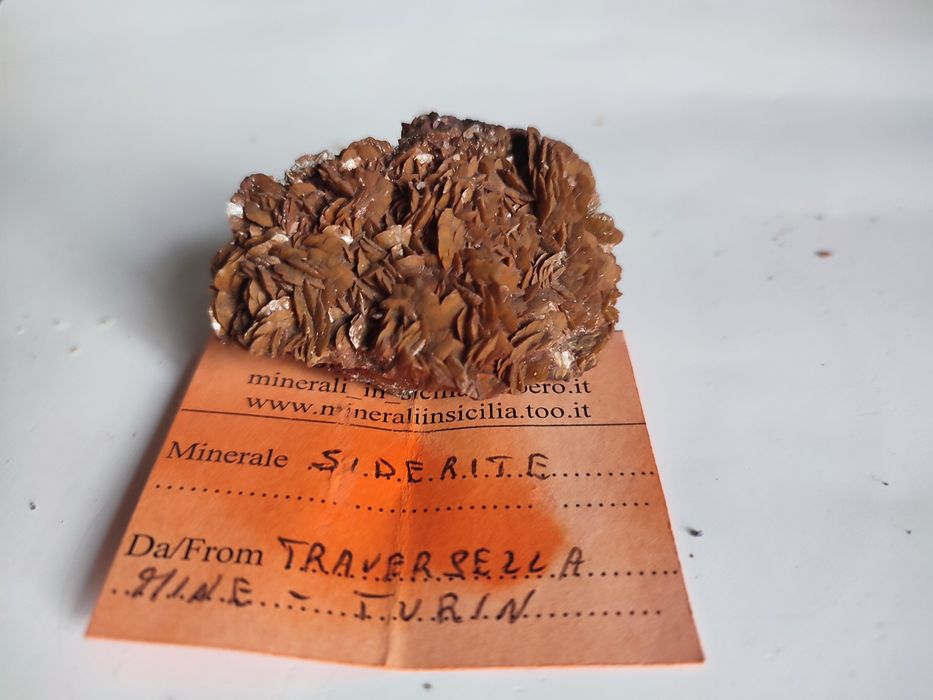 minerali_in_ bero.it
www.mineraliinsicilia.too.it
Minerale SIDERITE
Da/From TRAVERSELLA
MINE - TURIN